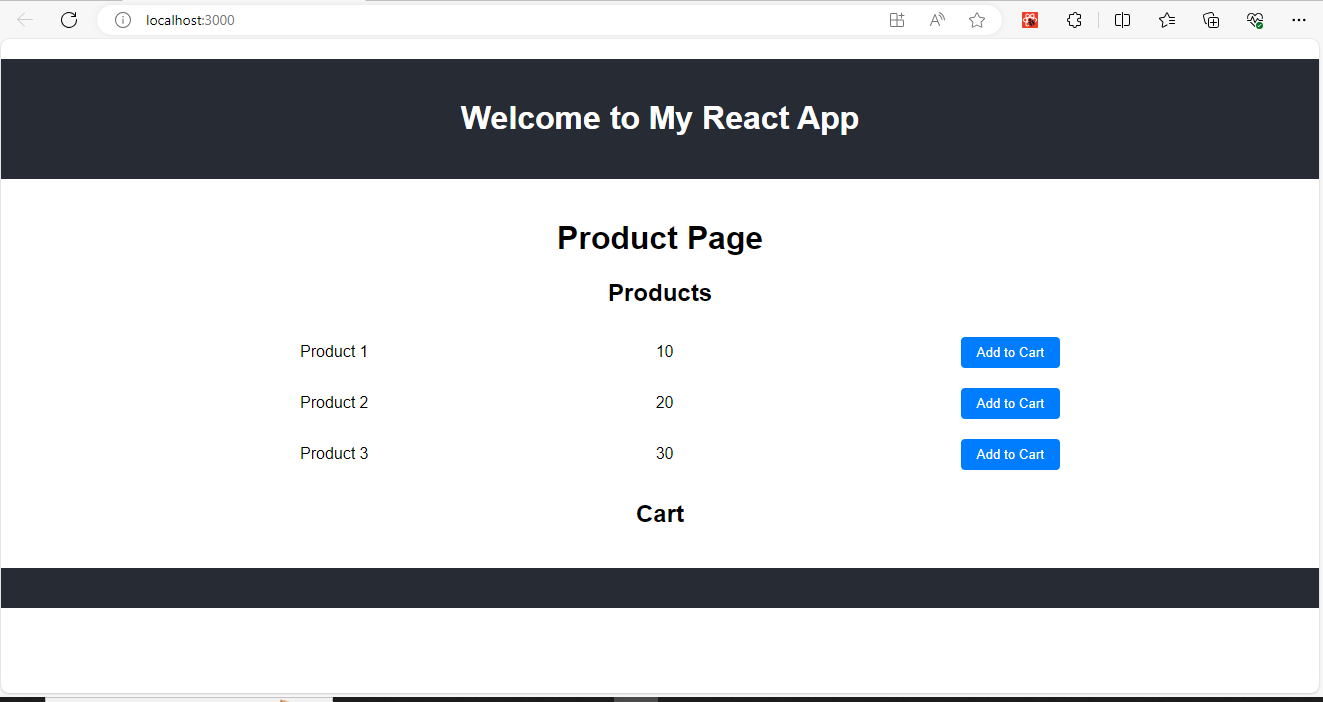 localhost:3000
Welcome to My React App
Product Page
Products
Product 1 10 Add to Cart
Product 2 20 Add to Cart
Product 3 30 Add to Cart
Cart